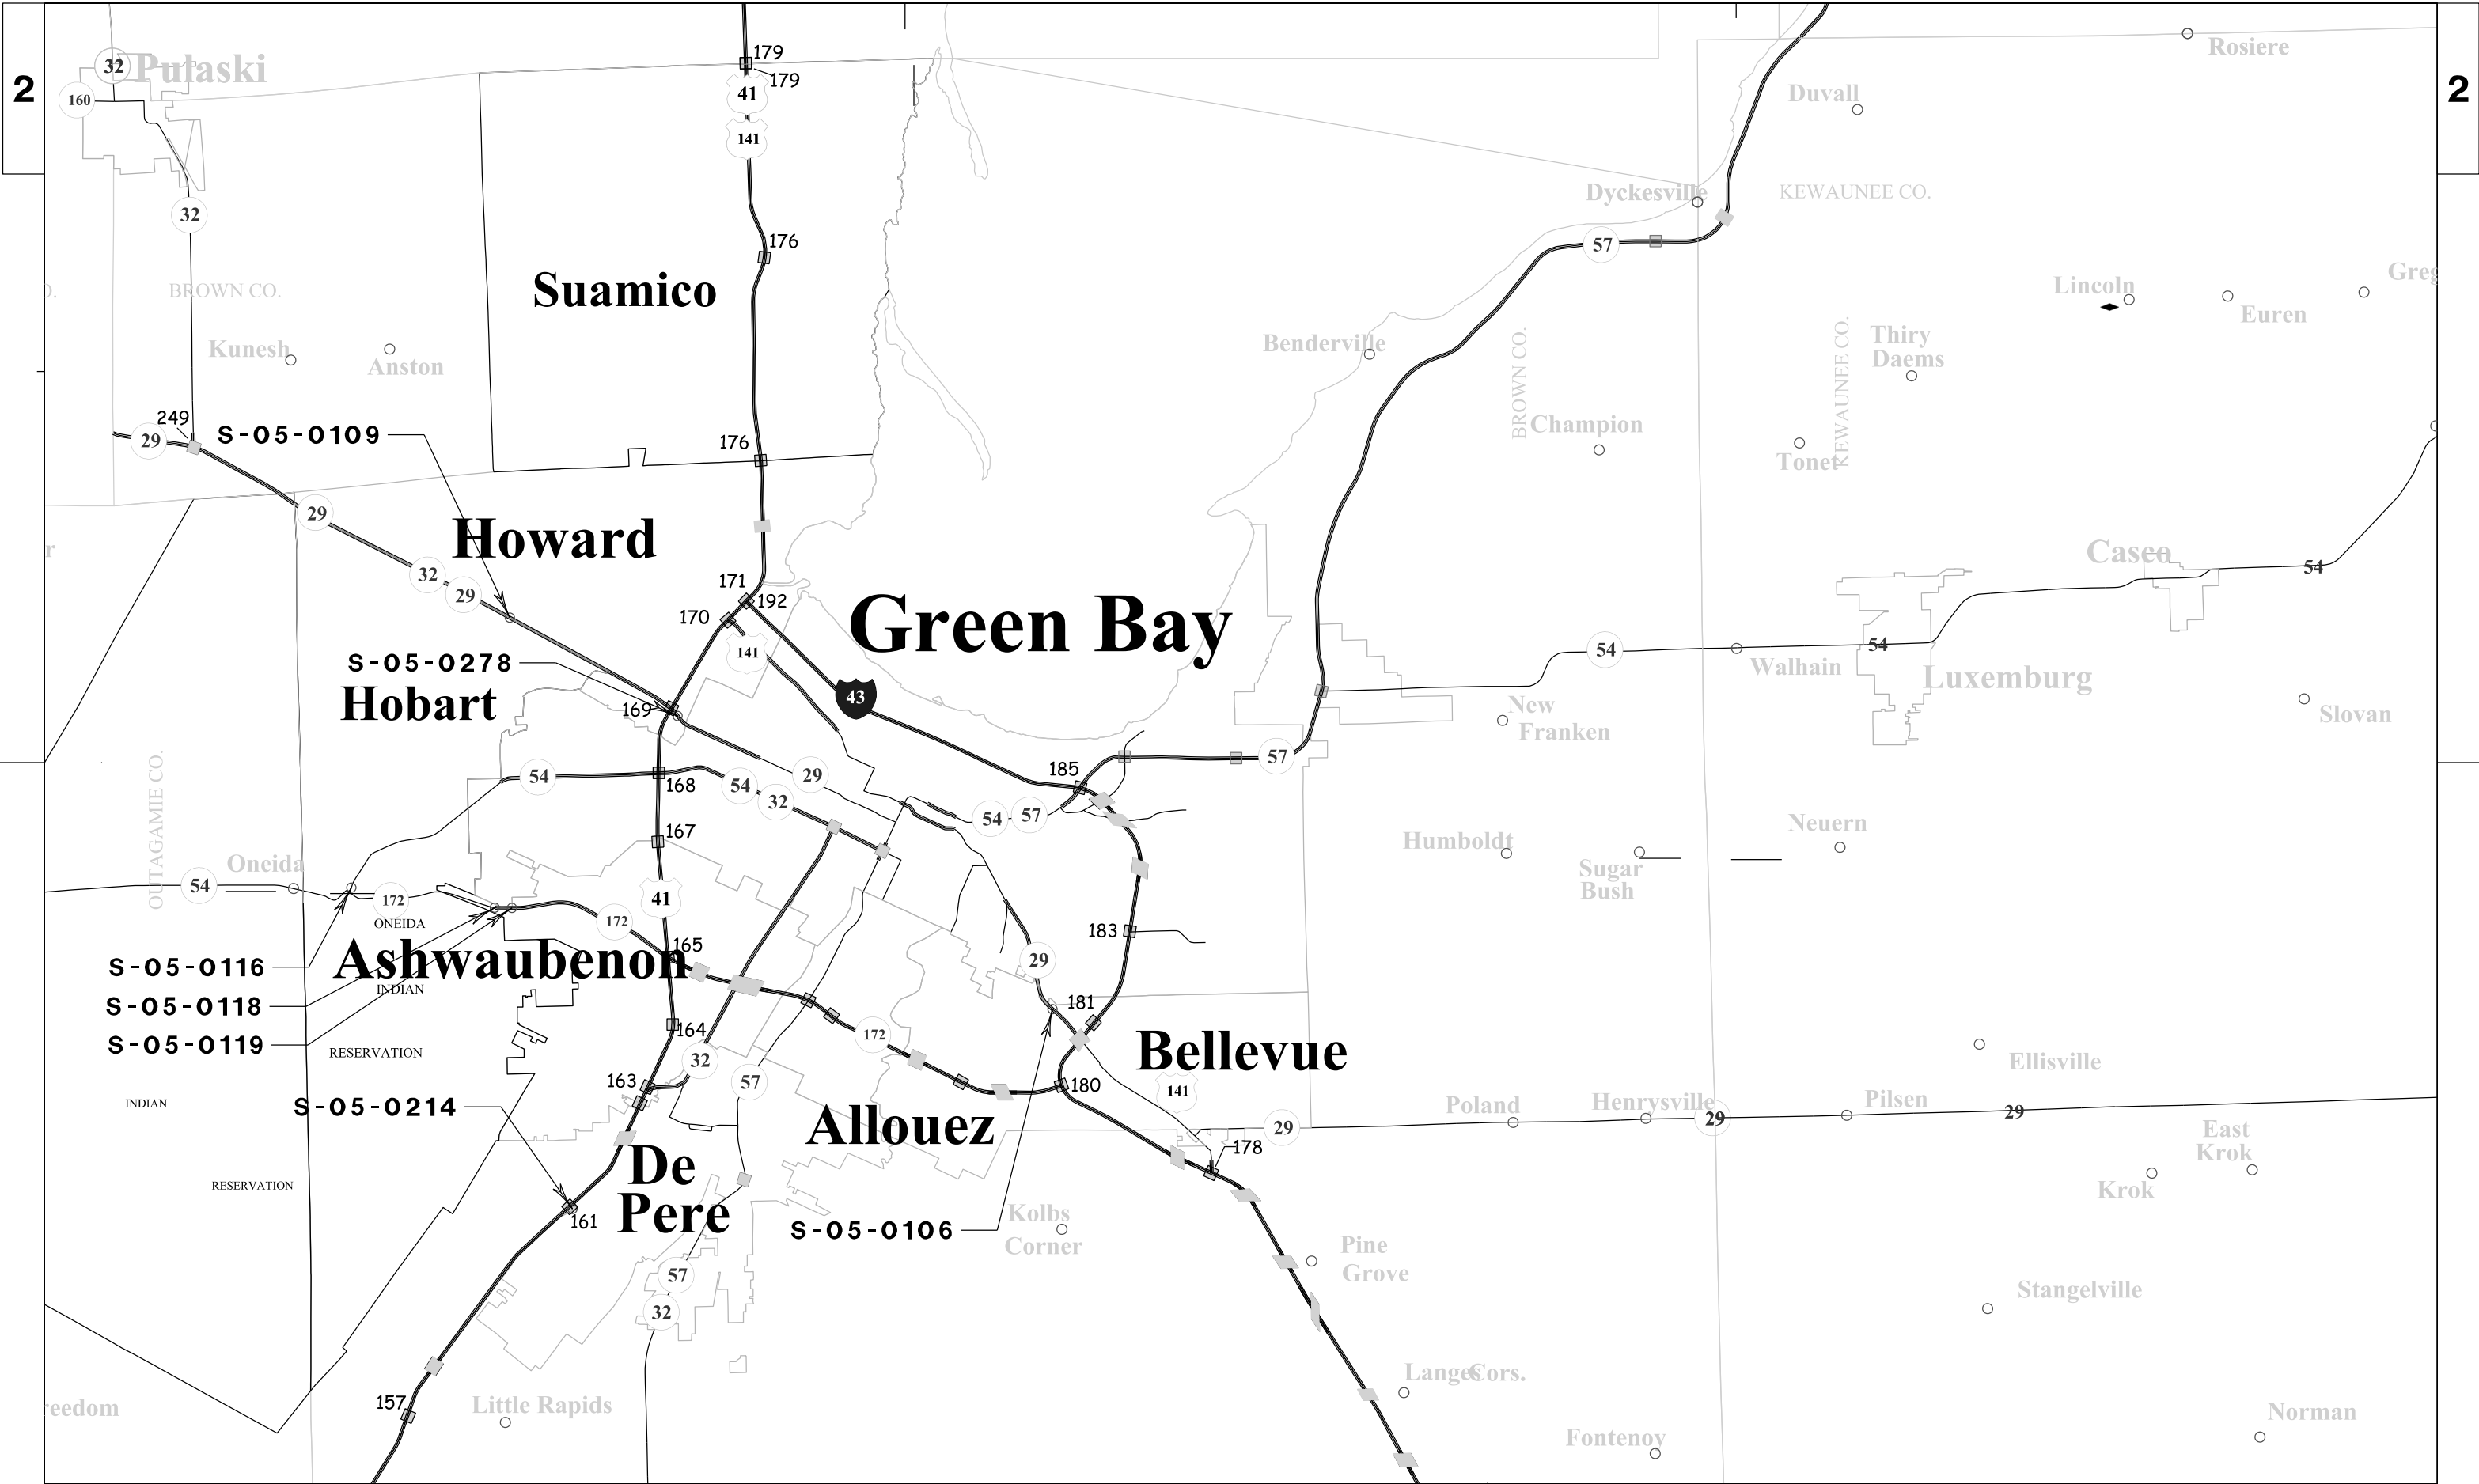 2
2
32
Pulaski
160
179
179
41
141
Rosiere
Duvall
Dyckesville
KEWAUNEE CO.
32
176
57
Suamico
BROWN CO.
Lincoln
Euren
Greg
Kunesh
Anston
Benderville
BROWN CO.
KEWAUNEE CO.
Thiry
Daems
249
29
S-05-0109
176
Champion
Tonet
29
Howard
32
29
171
192
170
141
Green Bay
Casco
54
54
54
Walhain
Luxemburg
S-05-0278
Hobart
169
43
New
Franken
Slovan
OUTAGAMIE CO.
54
168
54
32
29
185
57
54
57
167
Humboldt
Sugar
Bush
Neuern
Oneida
54
172
41
172
ONEIDA
165
183
29
S-05-0116
Ashwaubenon
INDIAN
S-05-0118
S-05-0119
RESERVATION
164
181
172
Bellevue
Ellisville
32
57
163
180
141
INDIAN
S-05-0214
Allouez
29
178
Poland
Henrysville
29
Pilsen
29
East
Krok
Krok
De
Pere
RESERVATION
161
S-05-0106
Kolbs
Corner
Pine
Grove
57
32
Stangelville
157
Little Rapids
Langes Cors.
reedom
Fontenoy
Norman